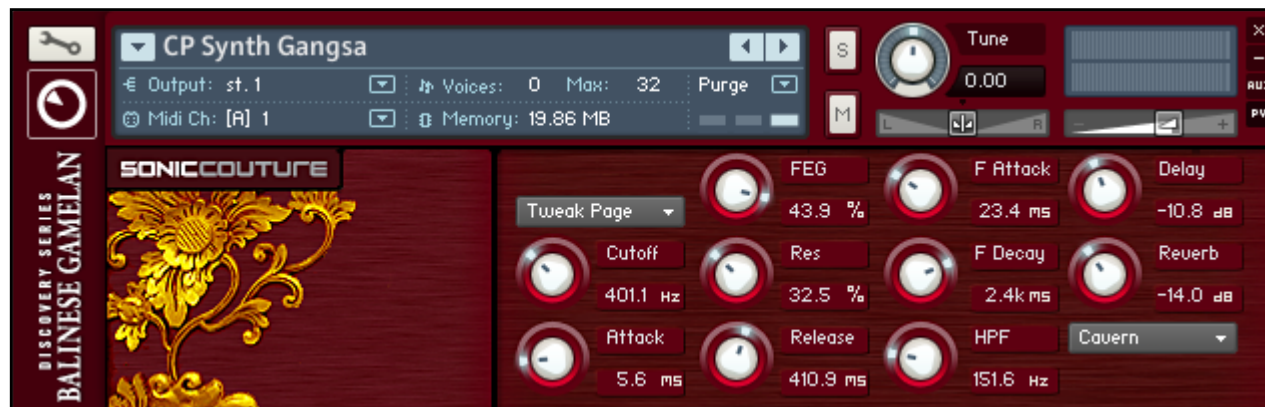 CP Synth Gangsa
Output: st. 1
Voices: 0 Max: 32
Purge
Midi Ch: [A] 1
Memory: 19.86 MB
S
M
Tune
0.00
L R
- +
×
-
AUX
PV
DISCOVERY SERIES
BALINESE GAMELAN
SONICCOUTURE
Tweak Page
FEG
43.9 %
F Attack
23.4 ms
Delay
-10.8 dB
Cutoff
401.1 Hz
Res
32.5 %
F Decay
2.4k ms
Reverb
-14.0 dB
Attack
5.6 ms
Release
410.9 ms
HPF
151.6 Hz
Cavern